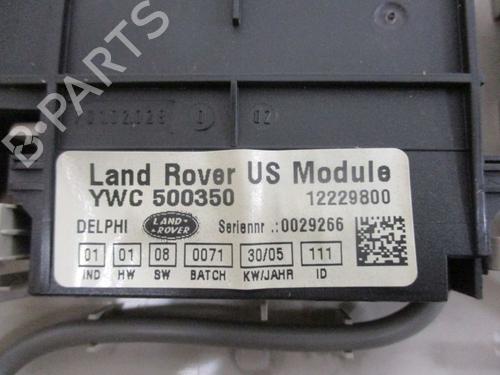 B-PARTS
Land Rover US Module
YWC 500350 12229800
DELPHI LAND-ROVER Seriennr .:0029266
01 01 08 0071 30/05 111
IND HW SW BATCH KW/JAHR ID